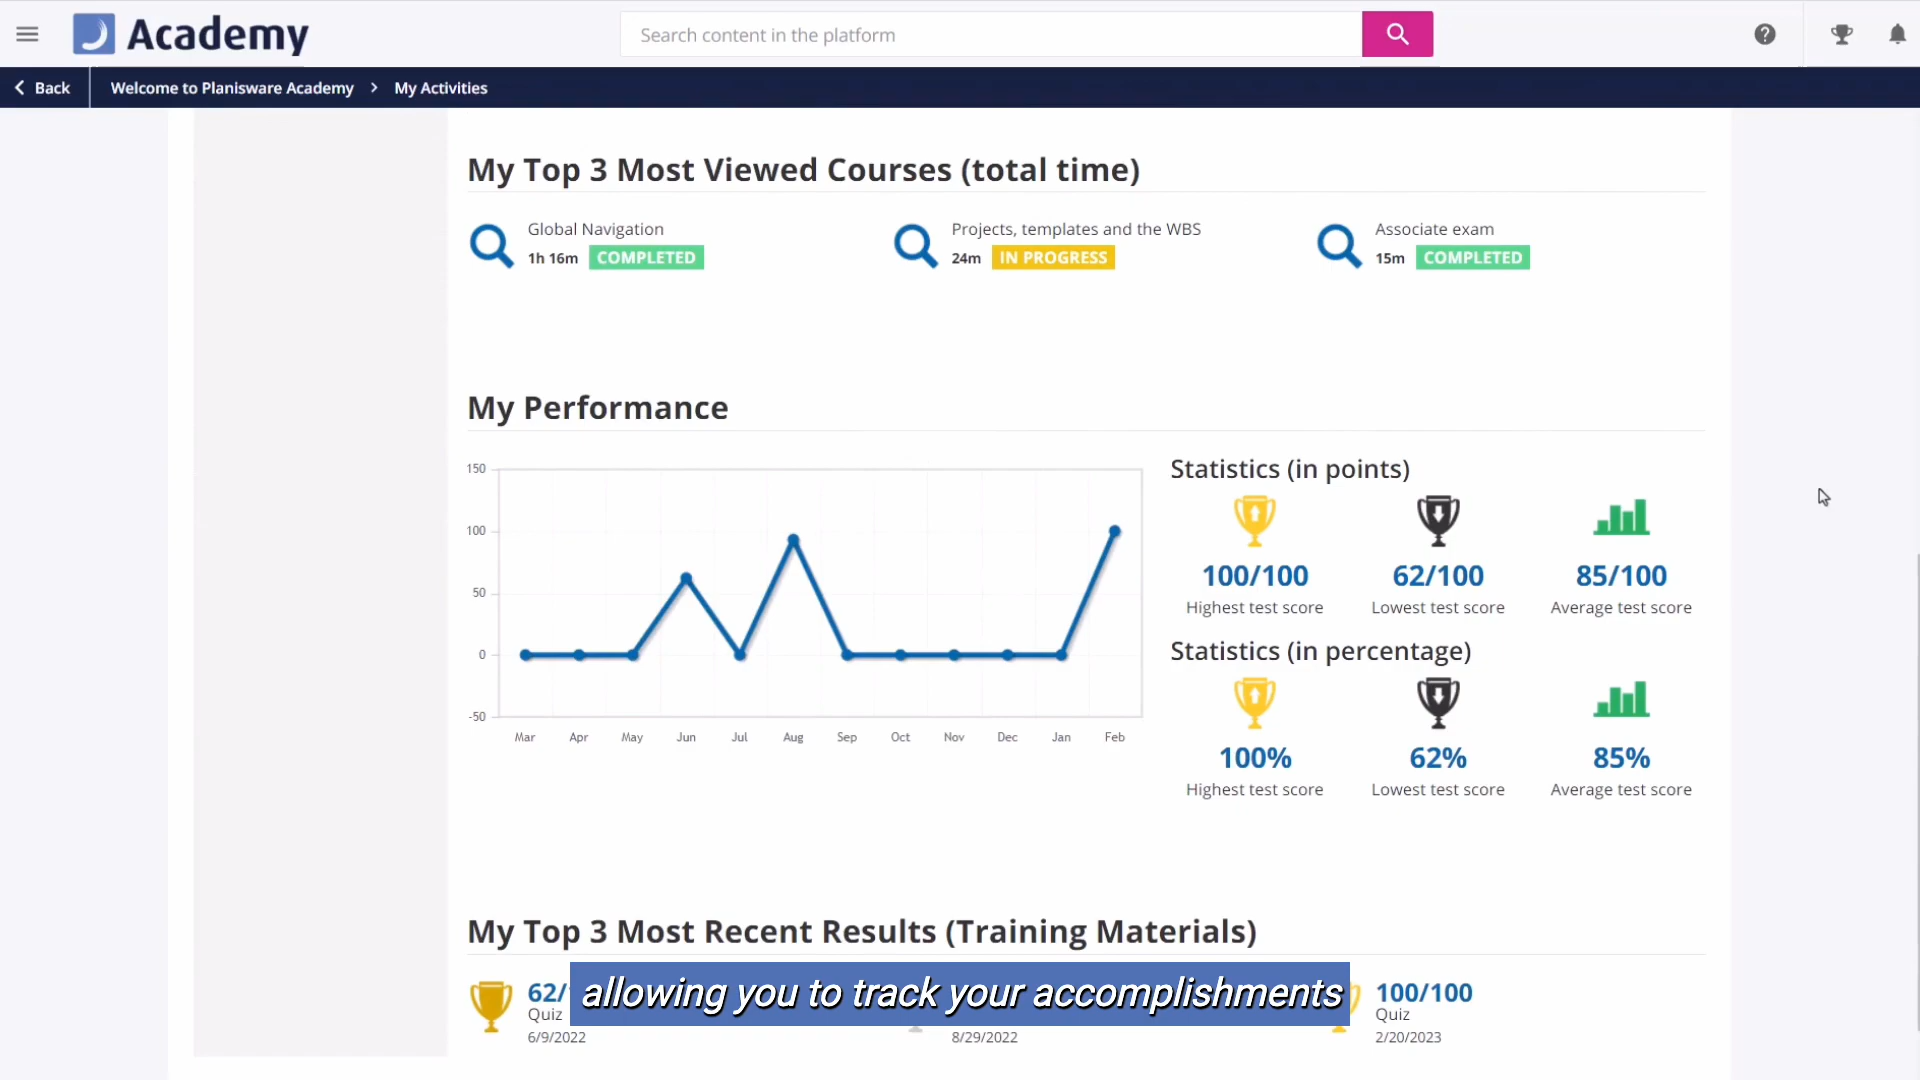 Academy
Search content in the platform
Back
Welcome to Planisware Academy > My Activities
My Top 3 Most Viewed Courses (total time)
Global Navigation
1h 16m COMPLETED
Projects, templates and the WBS
24m IN PROGRESS
Associate exam
15m COMPLETED
My Performance
150
100
50
0
-50
Mar Apr May Jun Jul Aug Sep Oct Nov Dec Jan Feb
Statistics (in points)
100/100 62/100 85/100
Highest test score Lowest test score Average test score
Statistics (in percentage)
100% 62% 85%
Highest test score Lowest test score Average test score
My Top 3 Most Recent Results (Training Materials)
62/
Quiz
6/9/2022
allowing you to track your accomplishments
8/29/2022
100/100
Quiz
2/20/2023